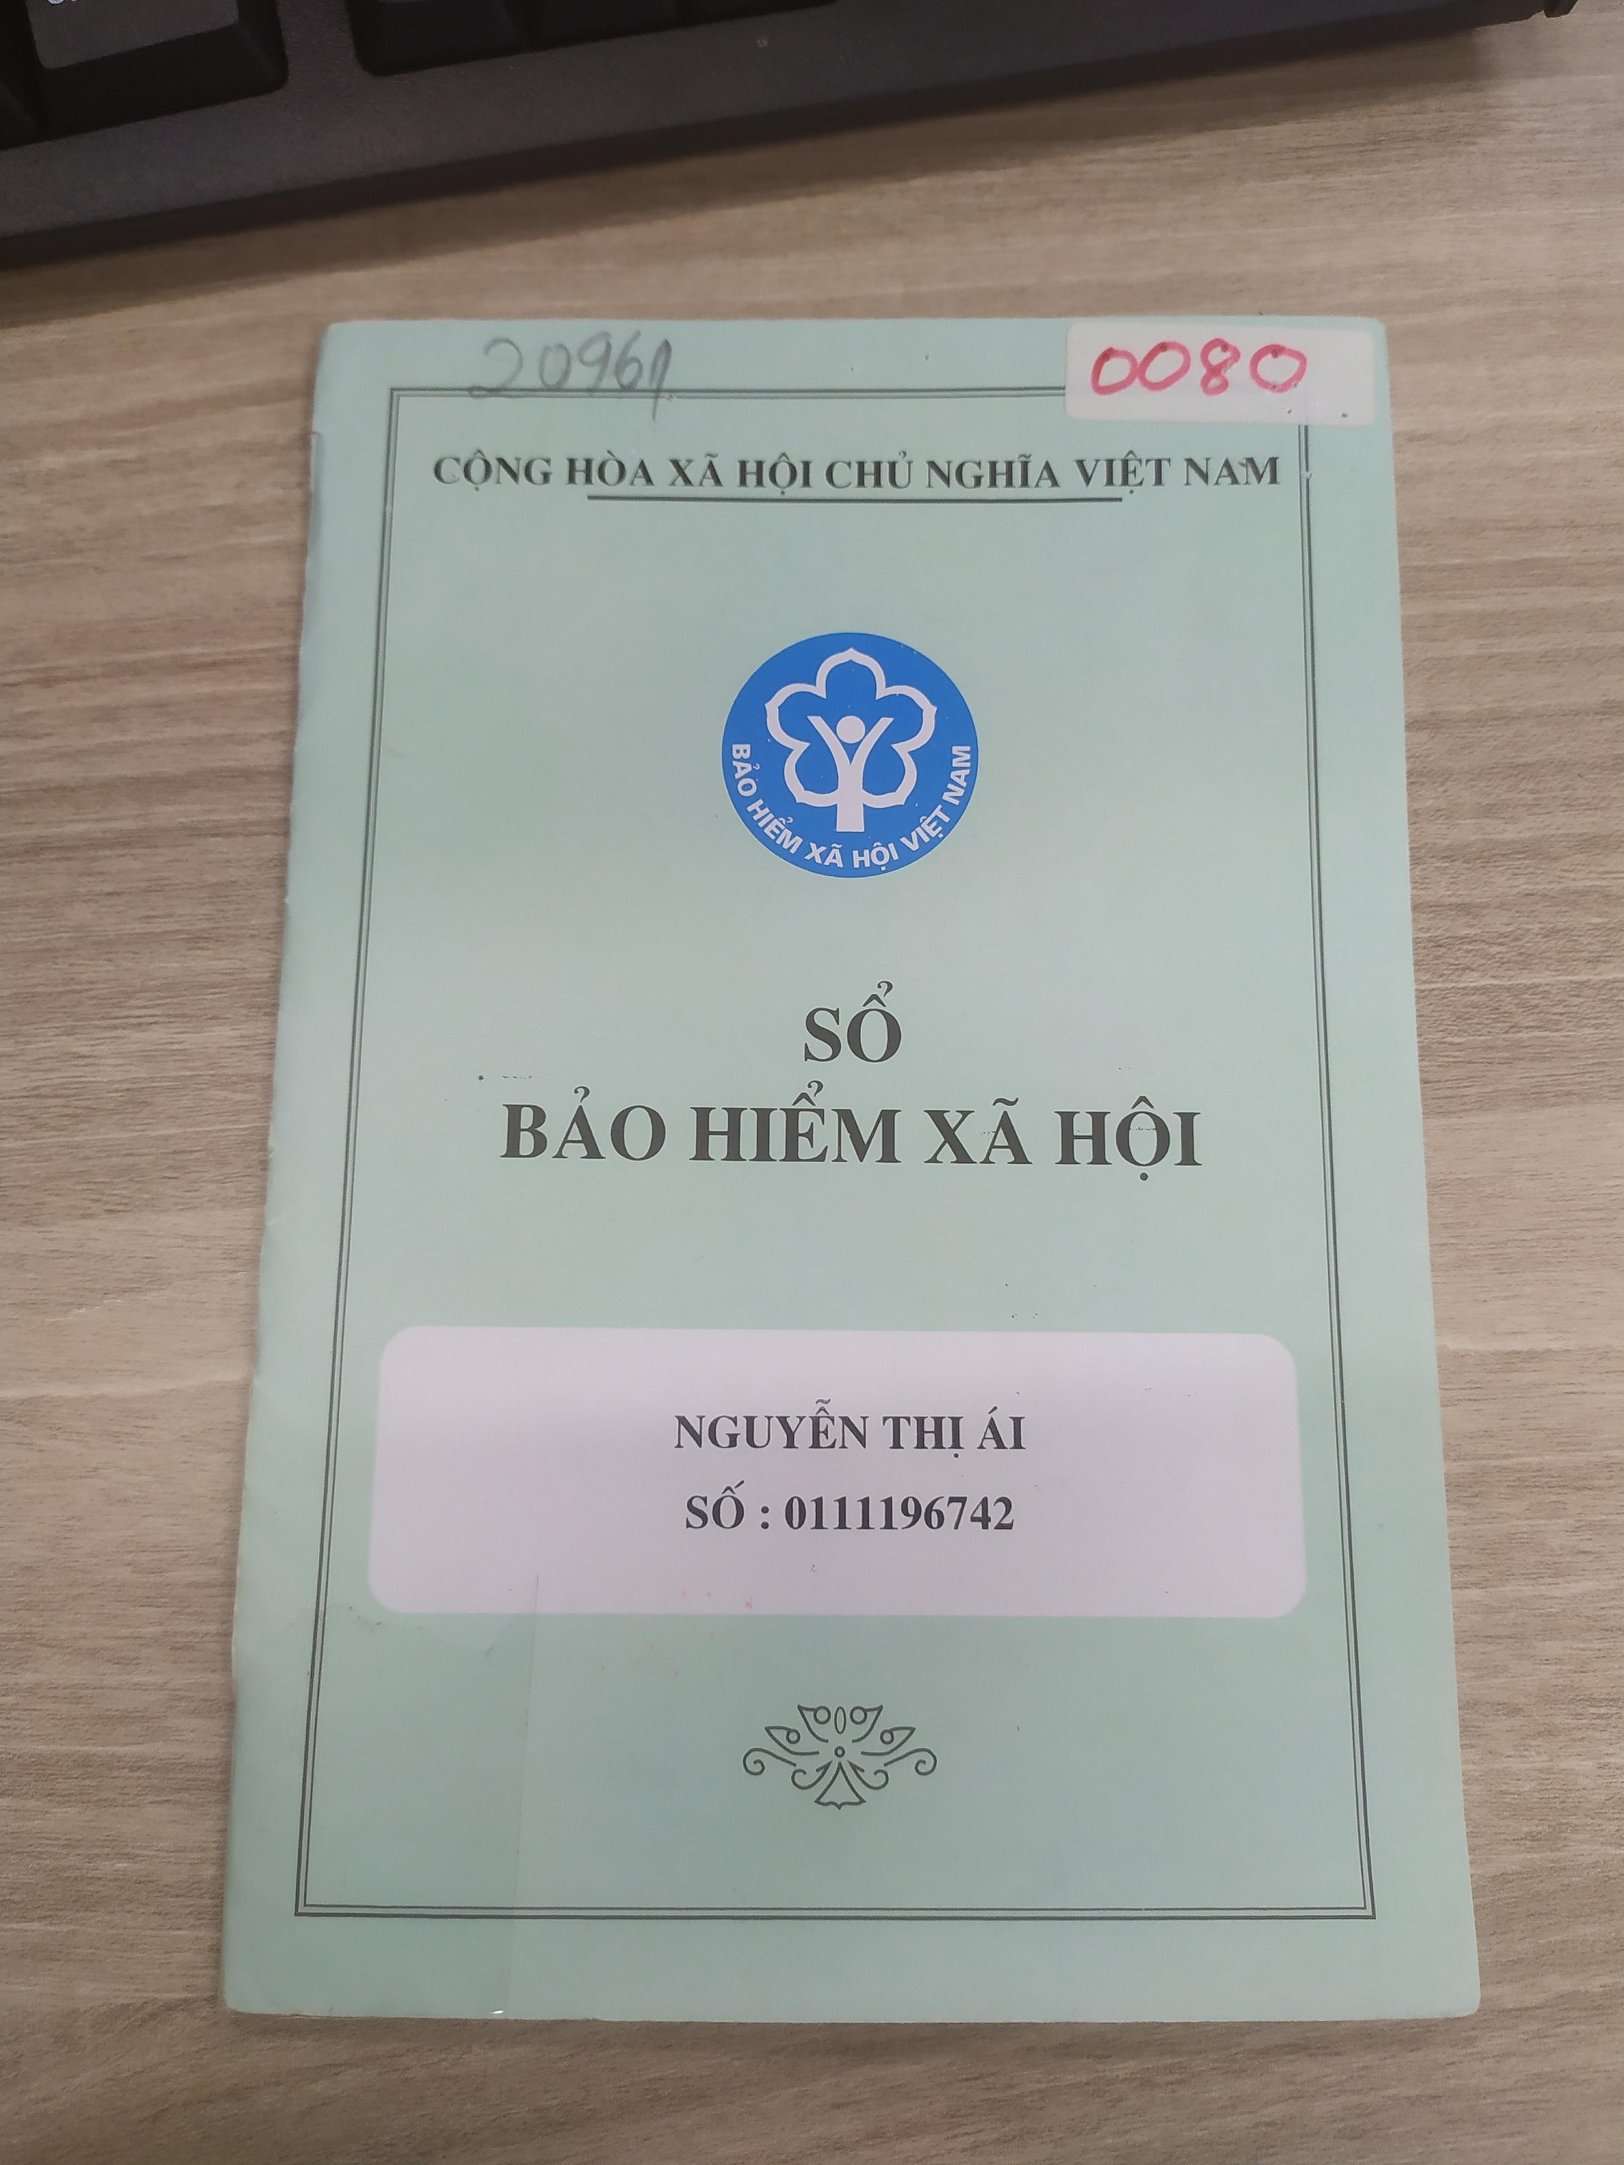 20961
0080
CỘNG HÒA XÃ HỘI CHỦ NGHĨA VIỆT NAM
BẢO HIỂM XÃ HỘI VIỆT NAM
SỔ
BẢO HIỂM XÃ HỘI
NGUYỄN THỊ ÁI
SỐ : 0111196742